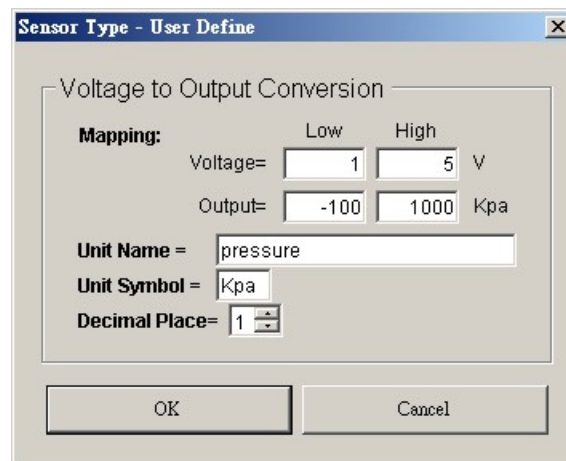 Sensor Type - User Define
Voltage to Output Conversion
Mapping: Low High
Voltage= 1 5 V
Output= -100 1000 Kpa
Unit Name = pressure
Unit Symbol = Kpa
Decimal Place= 1
OK Cancel